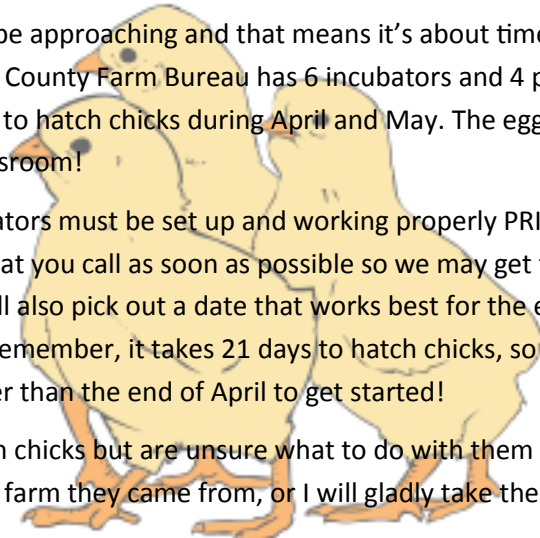 be approaching and that means it’s about time
County Farm Bureau has 6 incubators and 4 p
to hatch chicks during April and May. The egg
sroom!
ators must be set up and working properly PRI
at you call as soon as possible so we may get
ll also pick out a date that works best for the e
emember, it takes 21 days to hatch chicks, so
er than the end of April to get started!
h chicks but are unsure what to do with them
farm they came from, or I will gladly take the